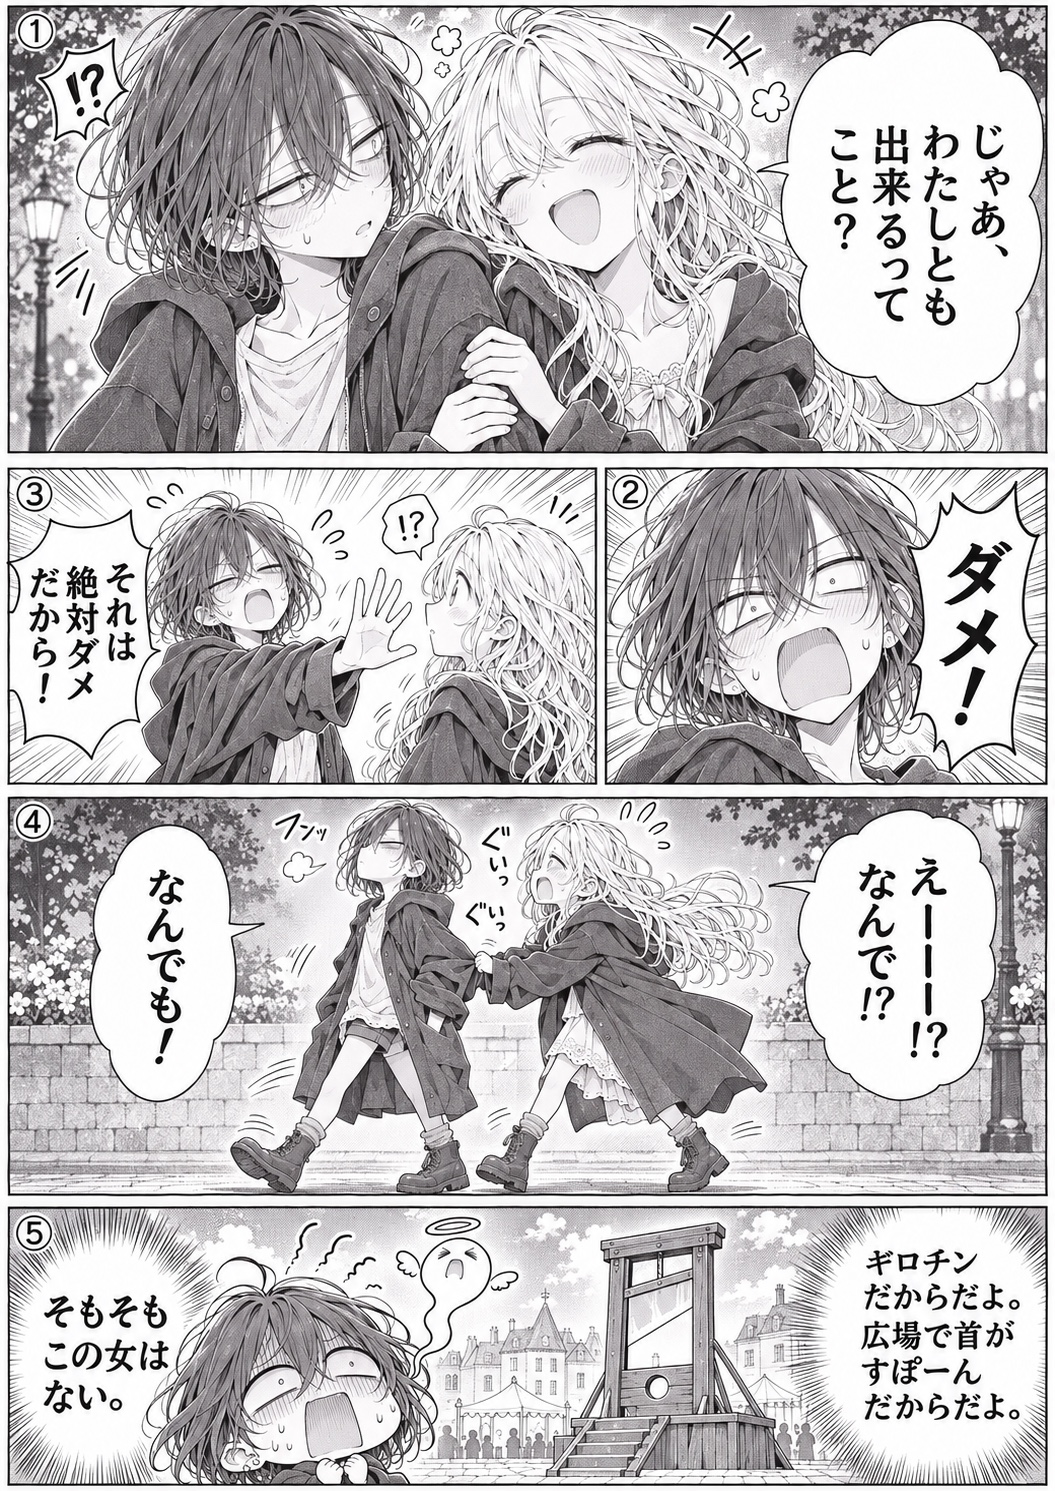 ①
じゃあ、
わたしとも
出来るって
こと？
!?
②
ダメ！
③
!?
それは
絶対ダメ
だから！
④
えーーー!?
なんで!?
ぐいっ
ぐいっ
フンッ
なんでも！
⑤
ギロチン
だからだよ。
広場で首が
すぽーん
だからだよ。
そもそも
この女は
ない。